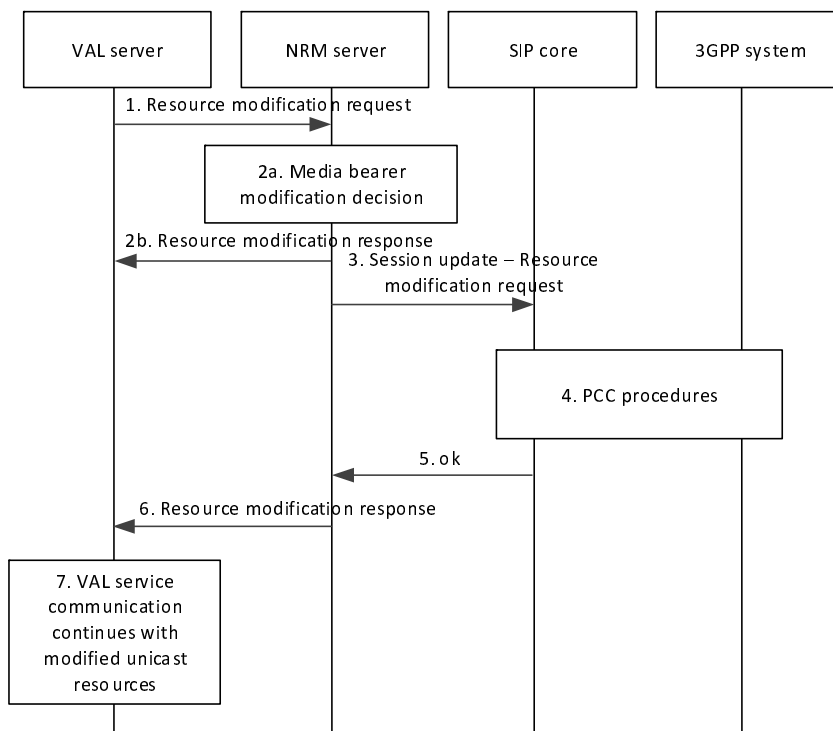 VAL server
NRM server
SIP core
3GPP system
1. Resource modification request
2a. Media bearer
modification decision
2b. Resource modification response
3. Session update – Resource
modification request
4. PCC procedures
5. ok
6. Resource modification response
7. VAL service
communication
continues with
modified unicast
resources